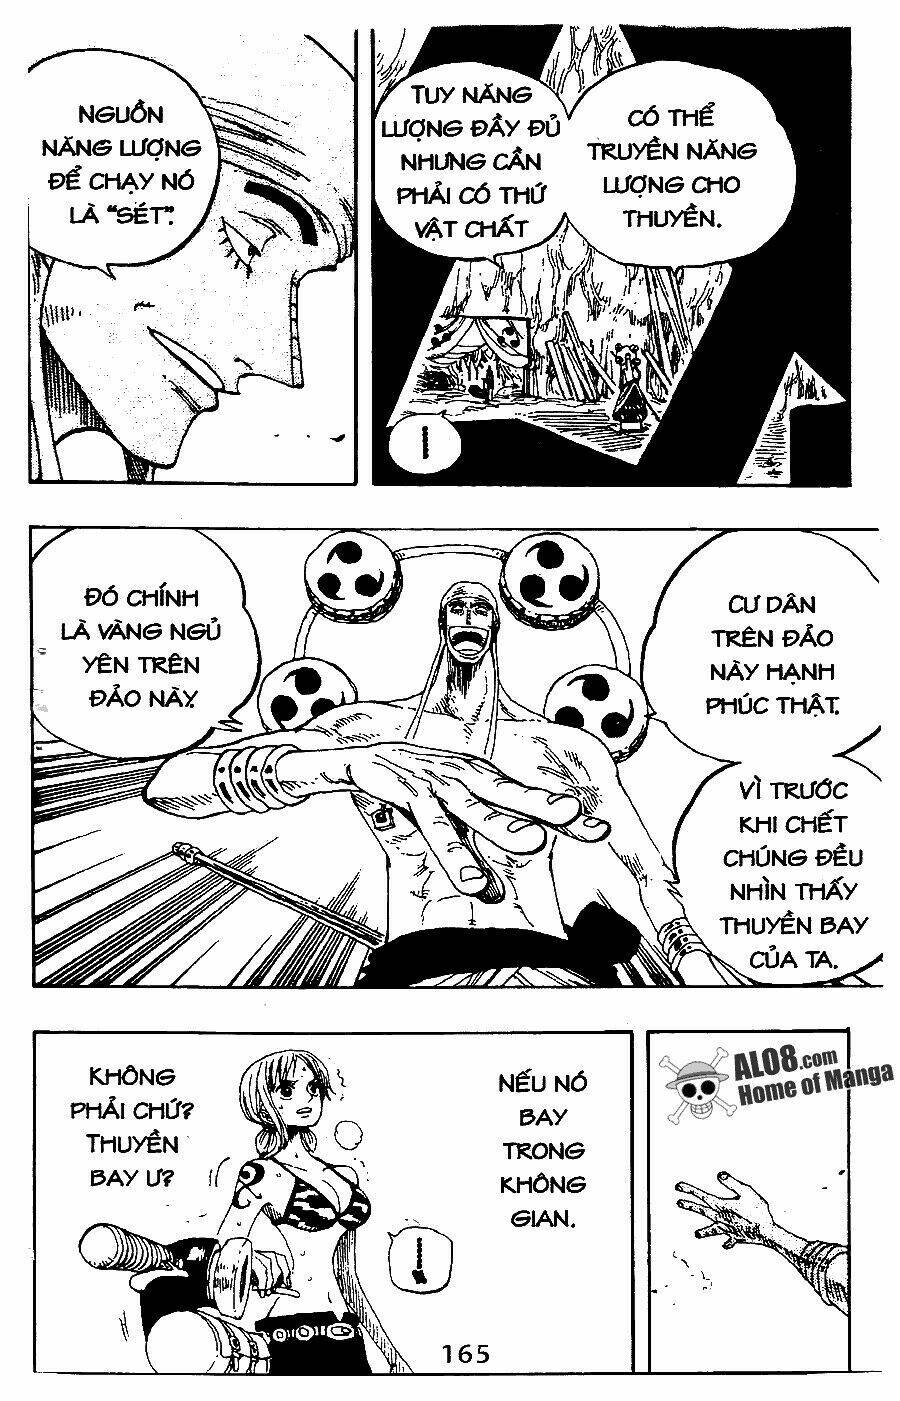 NGUỒN
NĂNG LƯỢNG
ĐỂ CHẠY NÓ
LÀ “SÉT”.
TUY NĂNG
LƯỢNG ĐẦY ĐỦ
NHƯNG CẦN
PHẢI CÓ THỨ
VẬT CHẤT
CÓ THỂ
TRUYỀN NĂNG
LƯỢNG CHO
THUYỀN.
ĐÓ CHÍNH
LÀ VÀNG NGỦ
YÊN TRÊN
ĐẢO NÀY.
CƯ DÂN
TRÊN ĐẢO
NÀY HẠNH
PHÚC THẬT.
VÌ TRƯỚC
KHI CHẾT
CHÚNG ĐỀU
NHÌN THẤY
THUYỀN BAY
CỦA TA.
KHÔNG
PHẢI CHỨ?
THUYỀN
BAY Ư?
NẾU NÓ
BAY
TRONG
KHÔNG
GIAN.
AL08.com
Home of Manga
165